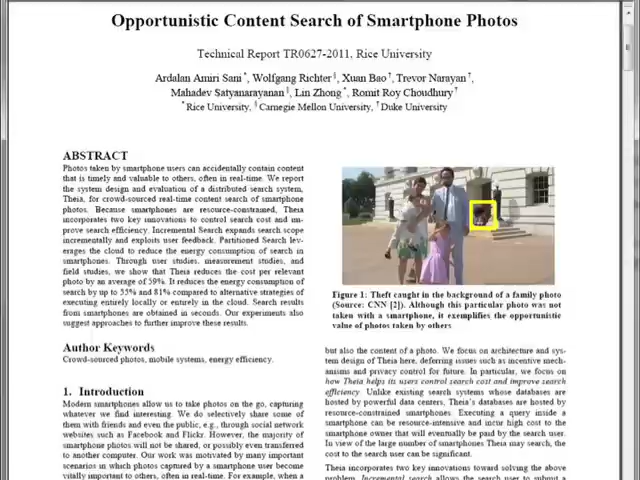 Opportunistic Content Search of Smartphone Photos
Technical Report TR0627-2011, Rice University
Ardalan Amiri Sani*, Wolfgang Richter§, Xuan Bao†, Trevor Narayan†,
Mahadev Satyanarayanan§, Lin Zhong*, Romit Roy Choudhury†
*Rice University, §Carnegie Mellon University, †Duke University
ABSTRACT
Photos taken by smartphone users can accidentally contain content
that is timely and valuable to others, often in real-time. We report
the system design and evaluation of a distributed search system,
Theia, for crowd-sourced real-time content search of smartphone
photos. Because smartphones are resource-constrained, Theia
incorporates two key innovations to control search cost and im-
prove search efficiency. Incremental Search expands search scope
incrementally and exploits user feedback. Partitioned Search lev-
erages the cloud to reduce the energy consumption of search in
smartphones. Through user studies, measurement studies, and
field studies, we show that Theia reduces the cost per relevant
photo by an average of 59%. It reduces the energy consumption of
search by up to 55% and 81% compared to alternative strategies of
executing entirely locally or entirely in the cloud. Search results
from smartphones are obtained in seconds. Our experiments also
suggest approaches to further improve these results.
Author Keywords
Crowd-sourced photos, mobile systems, energy efficiency.
1. Introduction
Modern smartphones allow us to take photos on the go, capturing
whatever we find interesting. We do selectively share some of
them with friends and even the public, e.g., through social network
websites such as Facebook and Flickr. However, the majority of
smartphone photos will not be shared, or possibly even transferred
to another computer. Our work was motivated by many important
scenarios in which photos captured by a smartphone user become
vitally important to others, often in real-time. For example, when a
Figure 1: Theft caught in the background of a family photo
(Source: CNN [2]). Although this particular photo was not
taken with a smartphone, it exemplifies the opportunistic
value of photos taken by others
but also the content of a photo. We focus on architecture and sys-
tem design of Theia here, deferring issues such as incentive mech-
anisms and privacy control for future. In particular, we focus on
how Theia helps its users control search cost and improve search
efficiency. Unlike existing search systems whose databases are
hosted by powerful data centers, Theia's databases are hosted by
resource-constrained smartphones. Executing a query inside a
smartphone can be resource-intensive and incur high cost to the
smartphone owner that will eventually be paid by the search user.
In view of the large number of smartphones Theia may search, the
cost to the search user can be significant.
Theia incorporates two key innovations toward solving the above
problem. Incremental search allows the search user to submit a